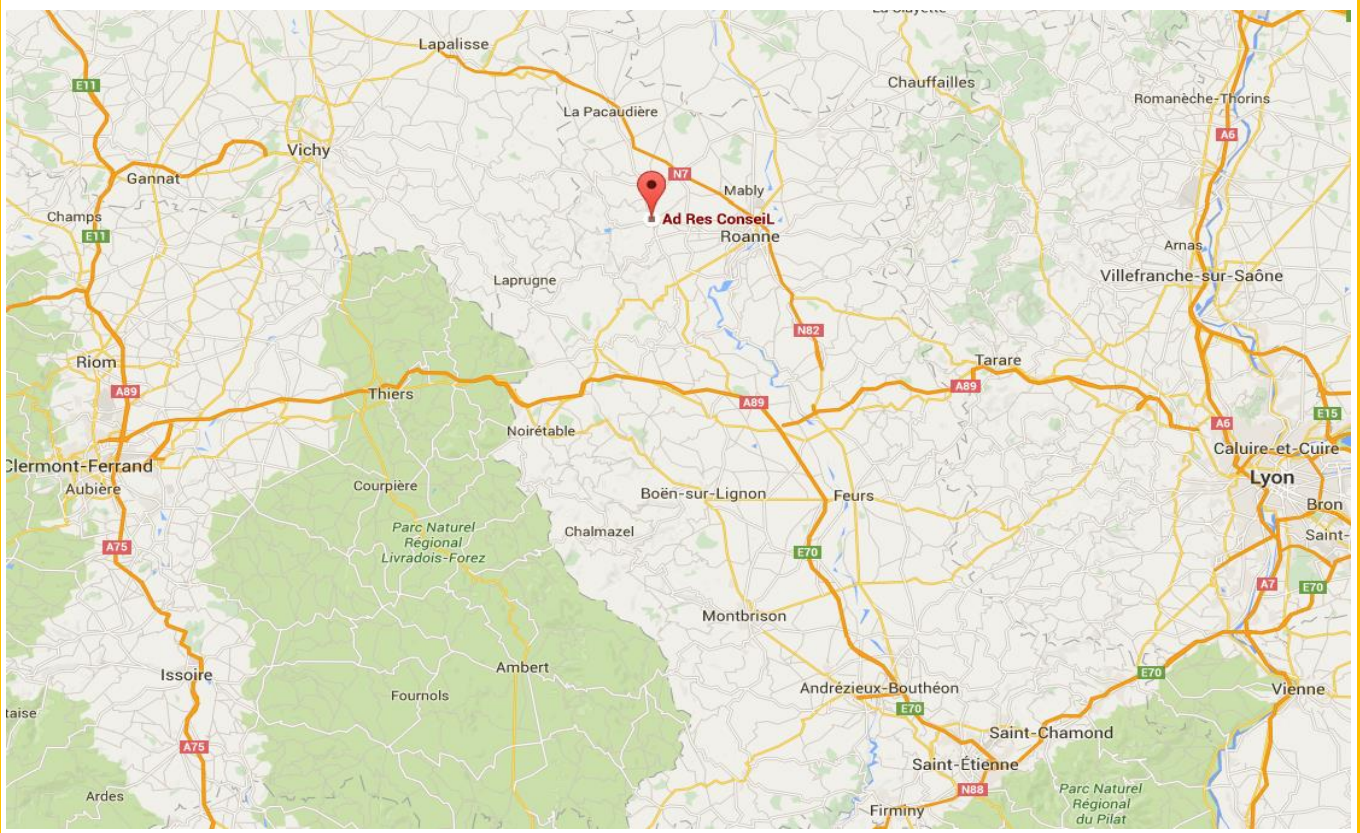 La Clayette
Lapalisse
E11
Chauffailles
Romanèche-Thorins
La Pacaudière
A6
Vichy
Gannat
N7
Mably
Champs
Ad Res ConseiL
E11
Roanne
Arnas
Laprugne
Villefranche-sur-Saône
N82
Riom
Tarare
A89
Thiers
A89
A89
E15
A6
Noirétable
Caluire-et-Cuire
Clermont-Ferrand
Lyon
Aubière
Courpière
Boën-sur-Lignon
Feurs
Bron
Parc Naturel
Régional
Livradois-Forez
Chalmazel
Saint-
A75
E70
A7
E70
Montbrison
Ambert
Issoire
E70
Fournols
Andrézieux-Bouthéon
Vienne
E70
taise
Saint-Chamond
A75
Saint-Étienne
N88
Parc Naturel
Régional
du Pilat
Ardes
Firminy